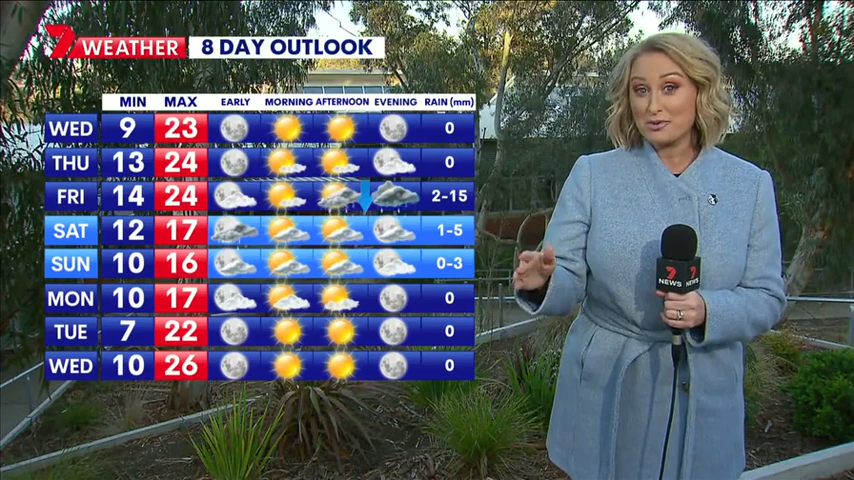 7 WEATHER 8 DAY OUTLOOK
MIN MAX EARLY MORNING AFTERNOON EVENING RAIN (mm)
WED 9 23 0
THU 13 24 0
FRI 14 24 2-15
SAT 12 17 1-5
SUN 10 16 0-3
MON 10 17 0
TUE 7 22 0
WED 10 26 0
7 NEWS 7 NEWS